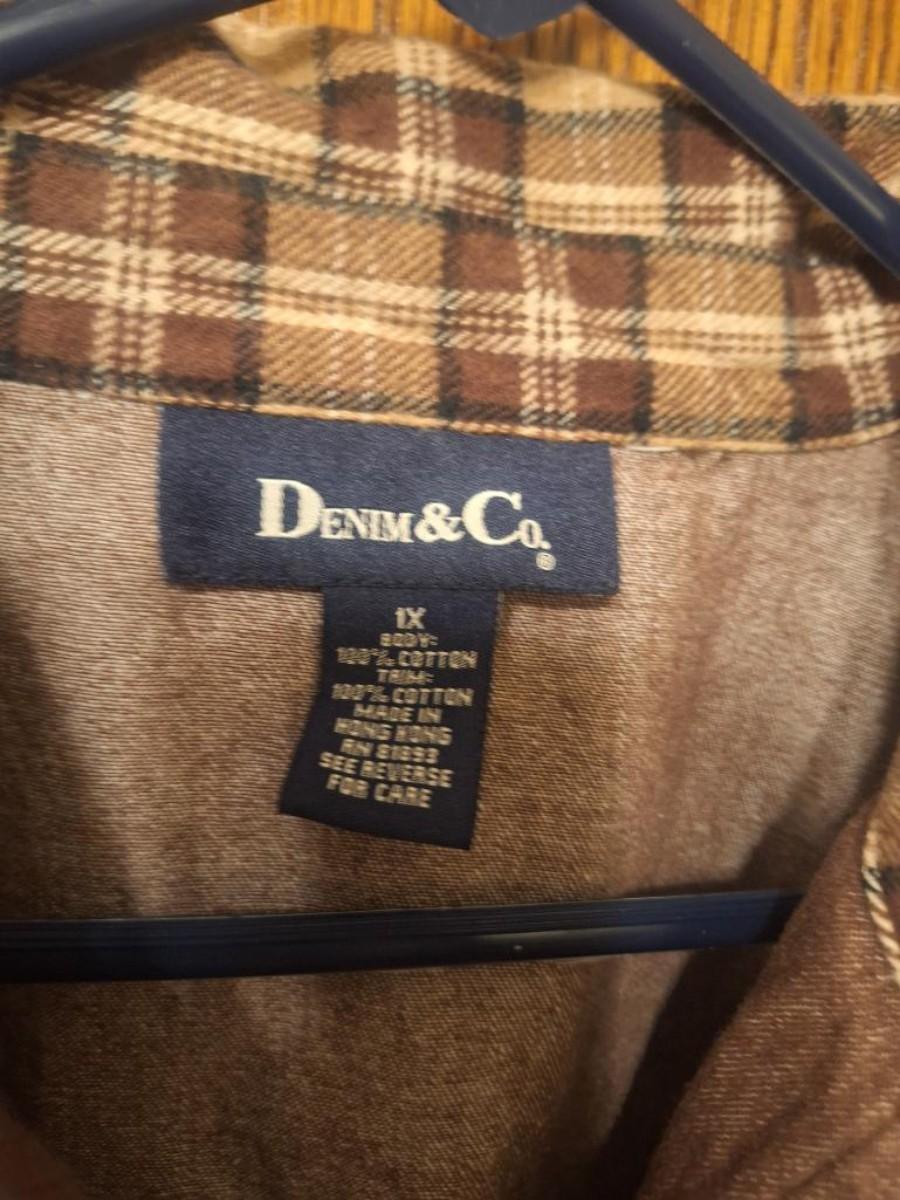 DENIM & CO.®
1X
BODY:
100% COTTON
TRIM:
100% COTTON
MADE IN
HONG KONG
RN 81893
SEE REVERSE
FOR CARE